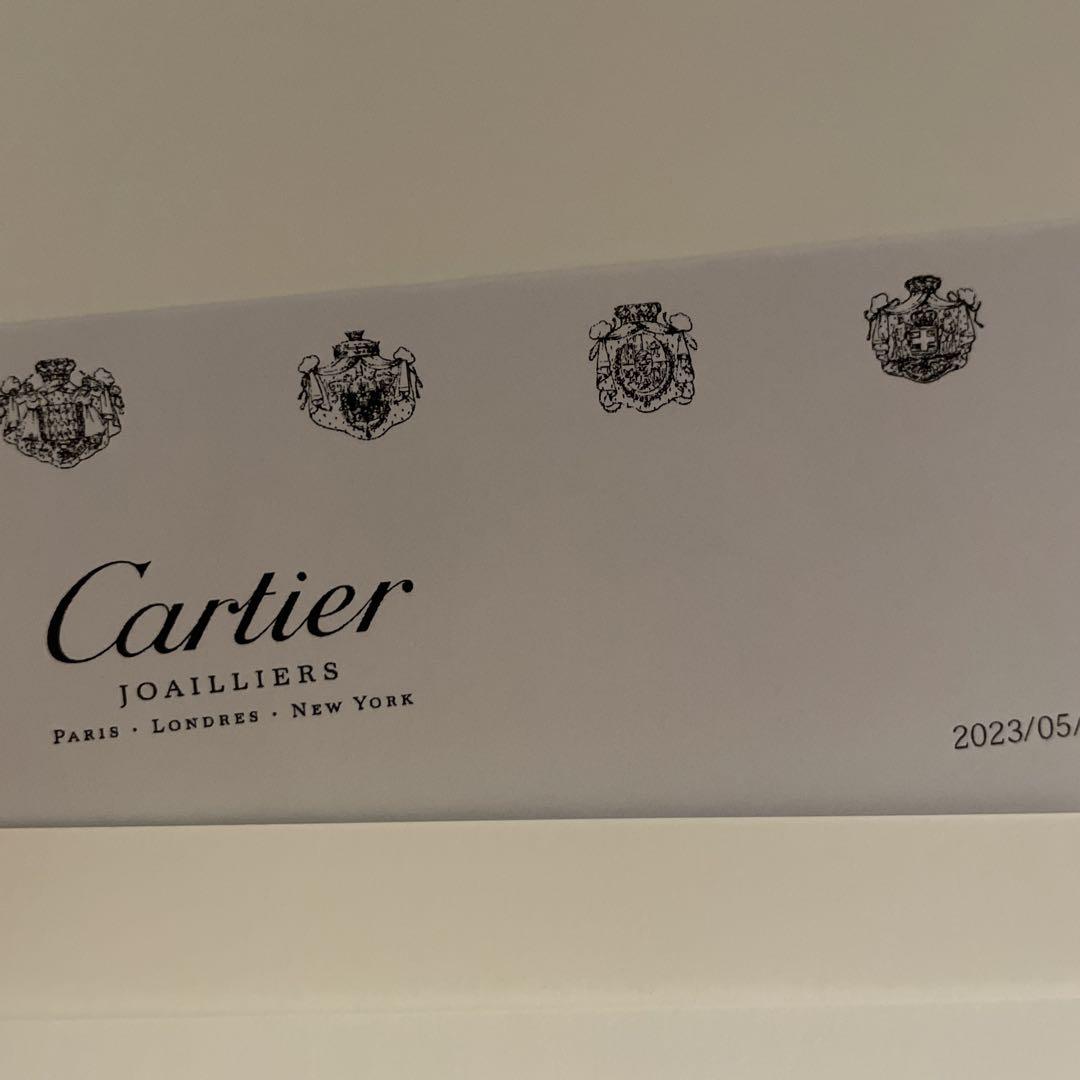 Cartier
JOAILLIERS
PARIS · LONDRES · NEW YORK
2023/05/